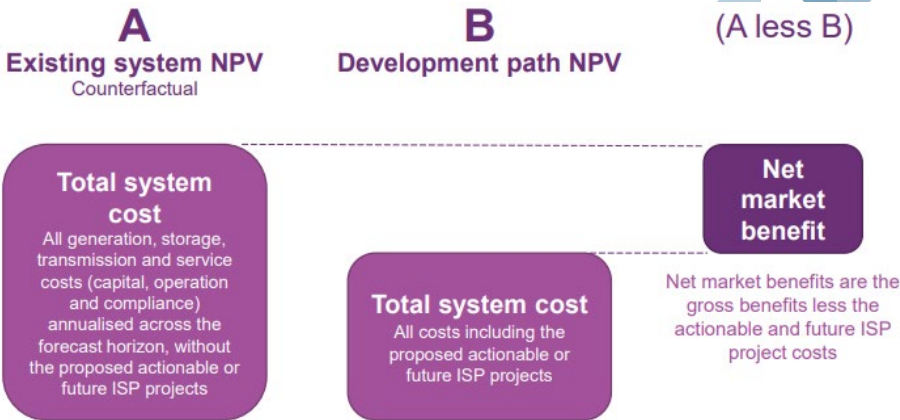 A
Existing system NPV
Counterfactual
B
Development path NPV
(A less B)
Total system
cost
All generation, storage,
transmission and service
costs (capital, operation
and compliance)
annualised across the
forecast horizon, without
the proposed actionable or
future ISP projects
Total system cost
All costs including the
proposed actionable or
future ISP projects
Net
market
benefit
Net market benefits are the
gross benefits less the
actionable and future ISP
project costs